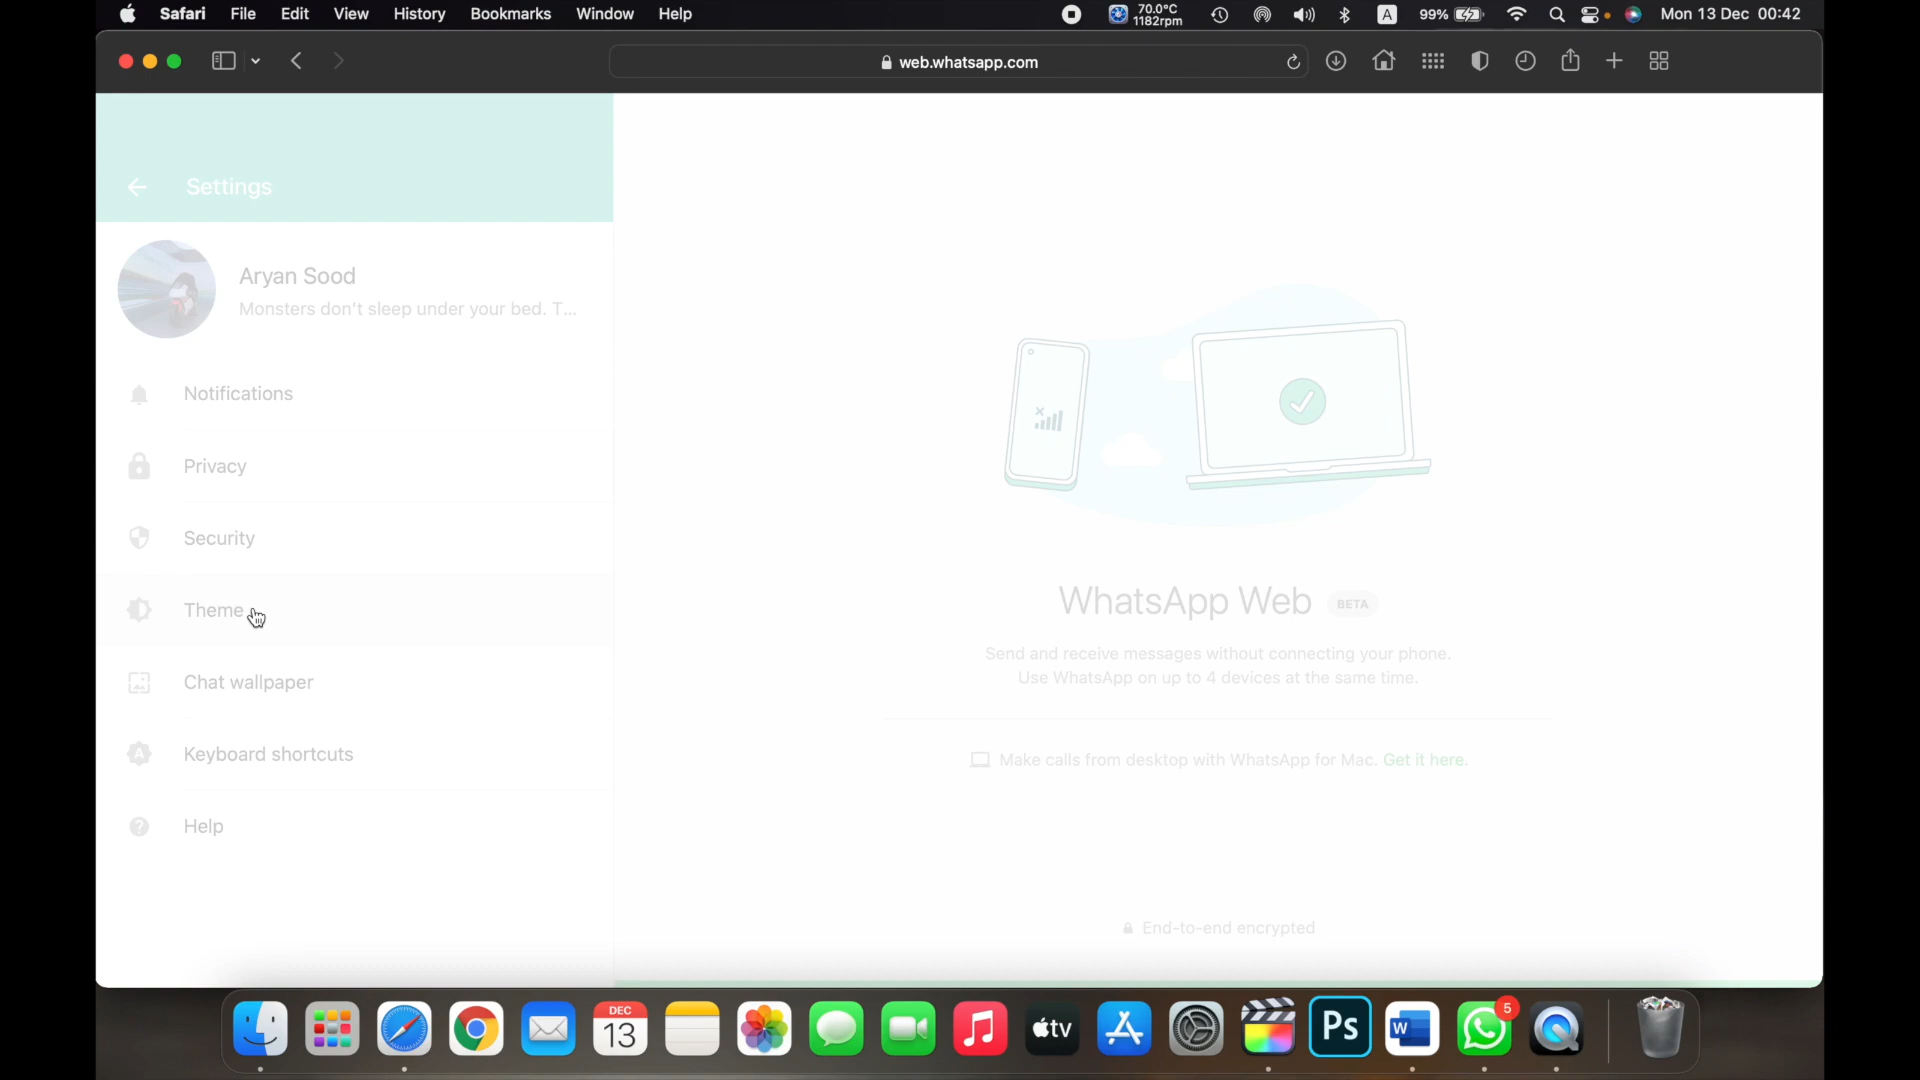 Safari File Edit View History Bookmarks Window Help 70.0°C 1182rpm A 99% Mon 13 Dec 00:42
web.whatsapp.com
Settings
Aryan Sood
Monsters don't sleep under your bed. T...
Notifications
Privacy
Security
Theme
Chat wallpaper
Keyboard shortcuts
Help
WhatsApp Web BETA
Send and receive messages without connecting your phone.
Use WhatsApp on up to 4 devices at the same time.
Make calls from desktop with WhatsApp for Mac. Get it here.
End-to-end encrypted
DEC
13
tv
Ps
W
5